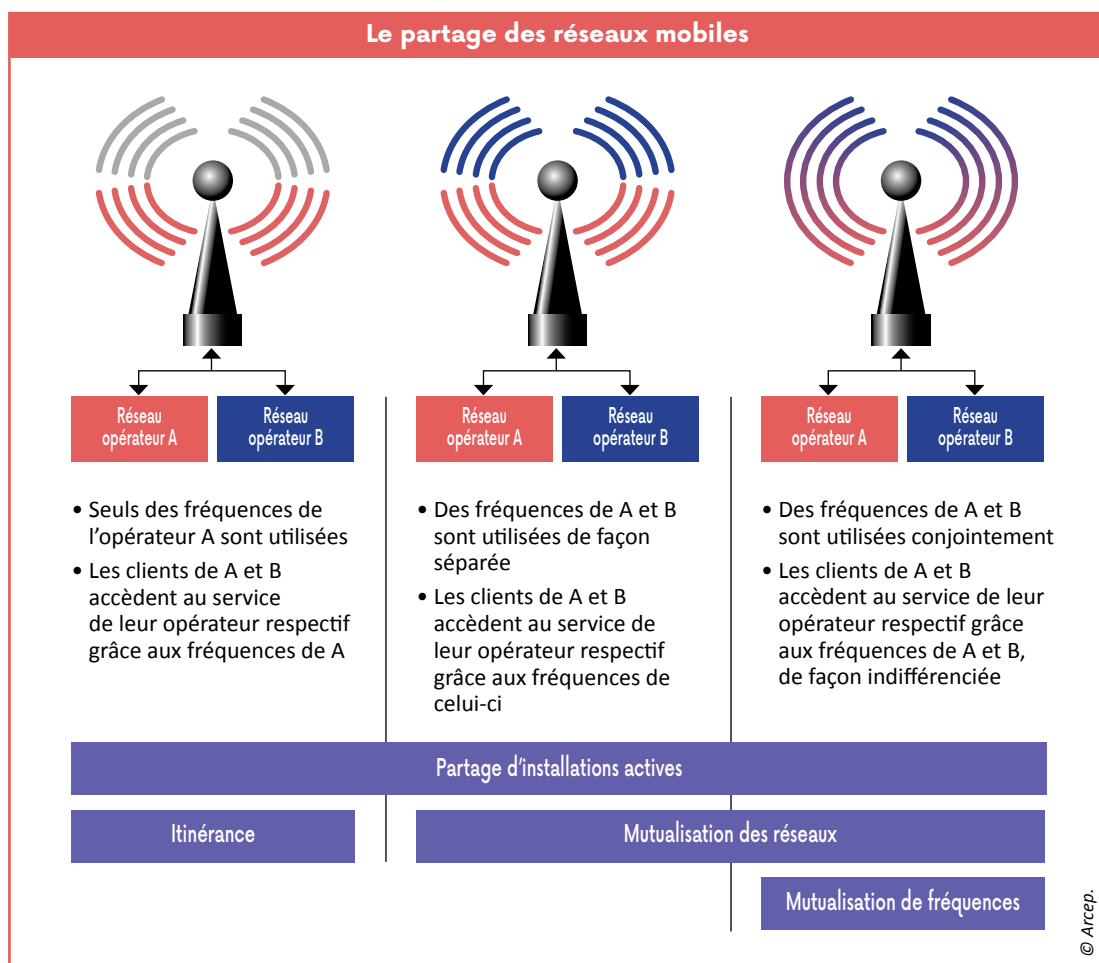 Le partage des réseaux mobiles
Réseau
opérateur A
Réseau
opérateur B
• Seuls des fréquences de
l'opérateur A sont utilisées
• Les clients de A et B
accèdent au service
de leur opérateur respectif
grâce aux fréquences de A
Réseau
opérateur A
Réseau
opérateur B
• Des fréquences de A et B
sont utilisées de façon
séparée
• Les clients de A et B
accèdent au service de
leur opérateur respectif
grâce aux fréquences de
celui-ci
Réseau
opérateur A
Réseau
opérateur B
• Des fréquences de A et B
sont utilisées conjointement
• Les clients de A et B
accèdent au service de leur
opérateur respectif grâce
aux fréquences de A et B,
de façon indifférenciée
Partage d'installations actives
Itinérance
Mutualisation des réseaux
Mutualisation de fréquences
© Arcep.